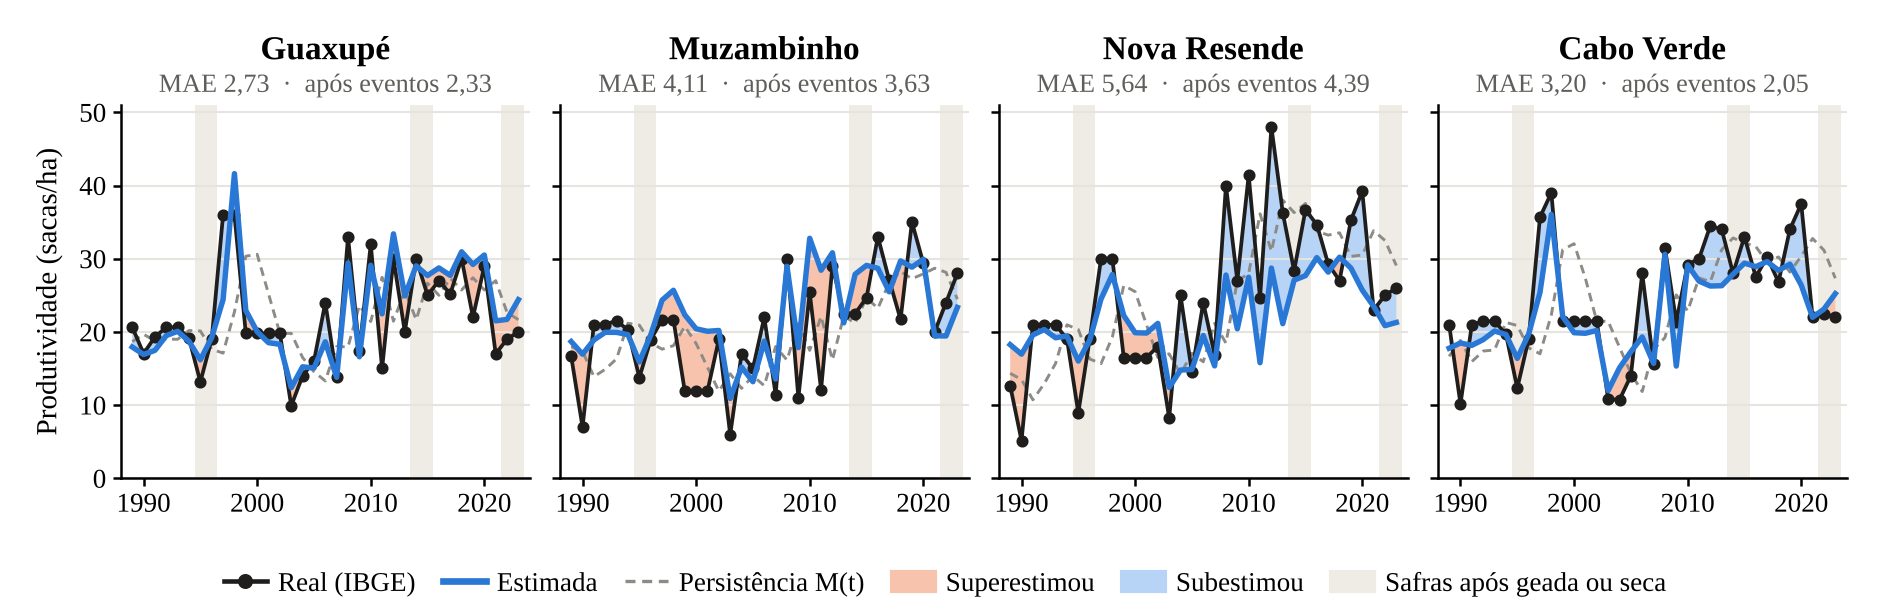 Guaxupé
MAE 2,73 · após eventos 2,33
Muzambinho
MAE 4,11 · após eventos 3,63
Nova Resende
MAE 5,64 · após eventos 4,39
Cabo Verde
MAE 3,20 · após eventos 2,05
Produtividade (sacas/ha)
50
40
30
20
10
0
1990 2000 2010 2020
1990 2000 2010 2020
1990 2000 2010 2020
1990 2000 2010 2020
Real (IBGE) Estimada Persistência M(t) Superestimou Subestimou Safras após geada ou seca